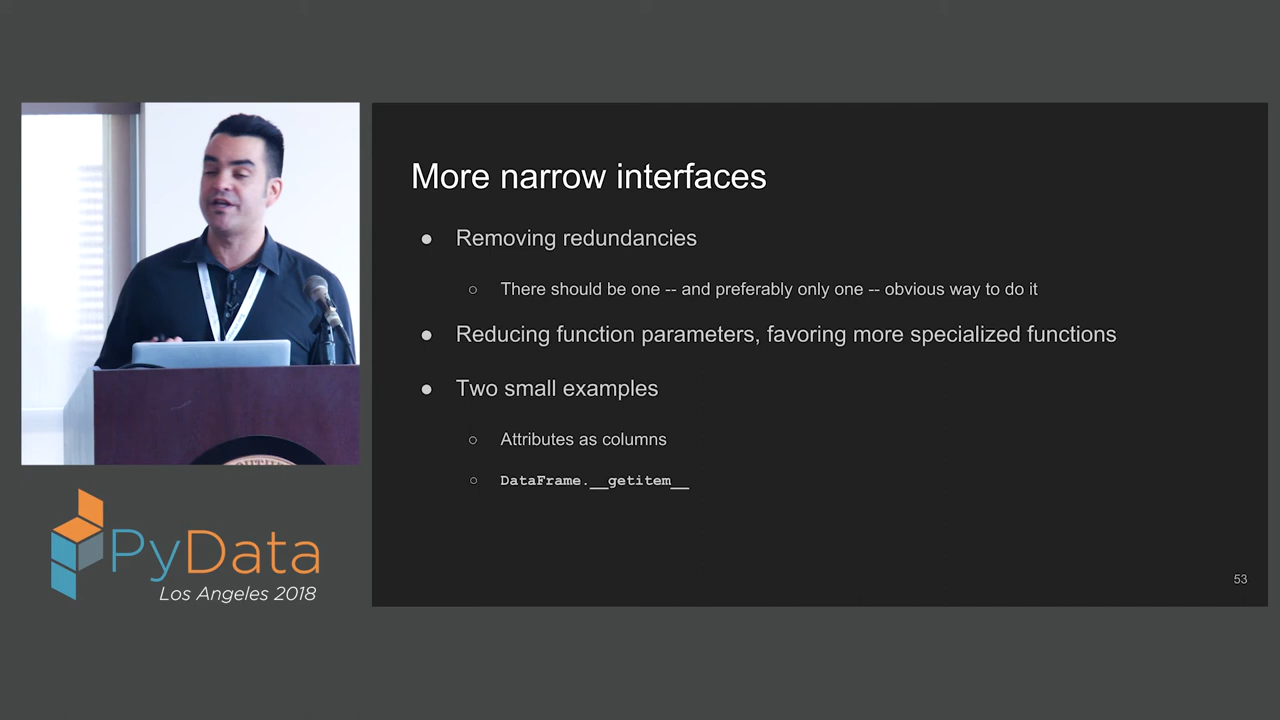 More narrow interfaces
● Removing redundancies
○ There should be one -- and preferably only one -- obvious way to do it
● Reducing function parameters, favoring more specialized functions
● Two small examples
○ Attributes as columns
○ DataFrame.__getitem__
53
PyData
Los Angeles 2018